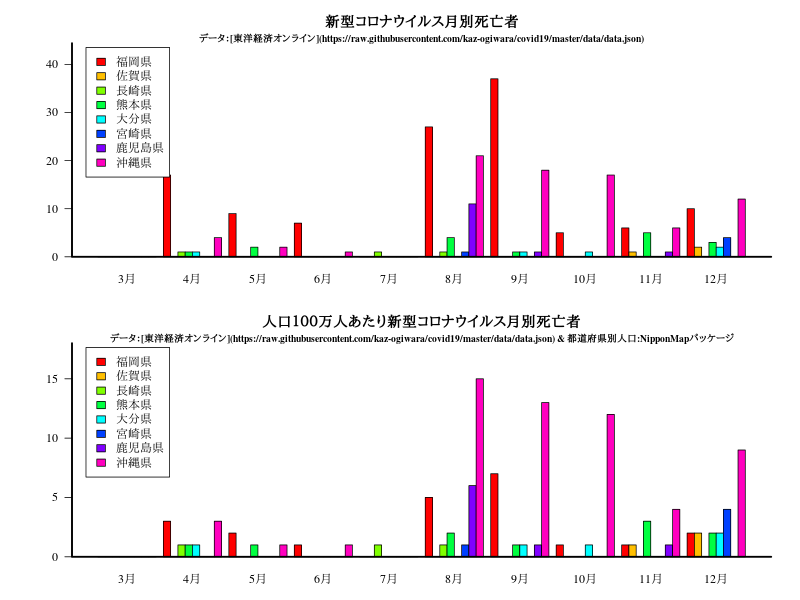 新型コロナウイルス月別死亡者
データ：[東洋経済オンライン](https://raw.githubusercontent.com/kaz-ogiwara/covid19/master/data/data.json)
福岡県
佐賀県
長崎県
熊本県
大分県
宮崎県
鹿児島県
沖縄県
40
30
20
10
0
3月 4月 5月 6月 7月 8月 9月 10月 11月 12月
人口100万人あたり新型コロナウイルス月別死亡者
データ：[東洋経済オンライン](https://raw.githubusercontent.com/kaz-ogiwara/covid19/master/data/data.json) & 都道府県別人口:NipponMapパッケージ
福岡県
佐賀県
長崎県
熊本県
大分県
宮崎県
鹿児島県
沖縄県
15
10
5
0
3月 4月 5月 6月 7月 8月 9月 10月 11月 12月